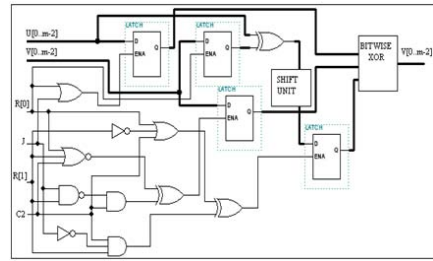 U[0..m-2]
V[0..m-2]
LATCH
D Q
ENA
LATCH
D Q
ENA
BITWISE
XOR
V[0..m-2]
SHIFT
UNIT
LATCH
D Q
ENA
R[0]
LATCH
D Q
ENA
J
R[1]
C2